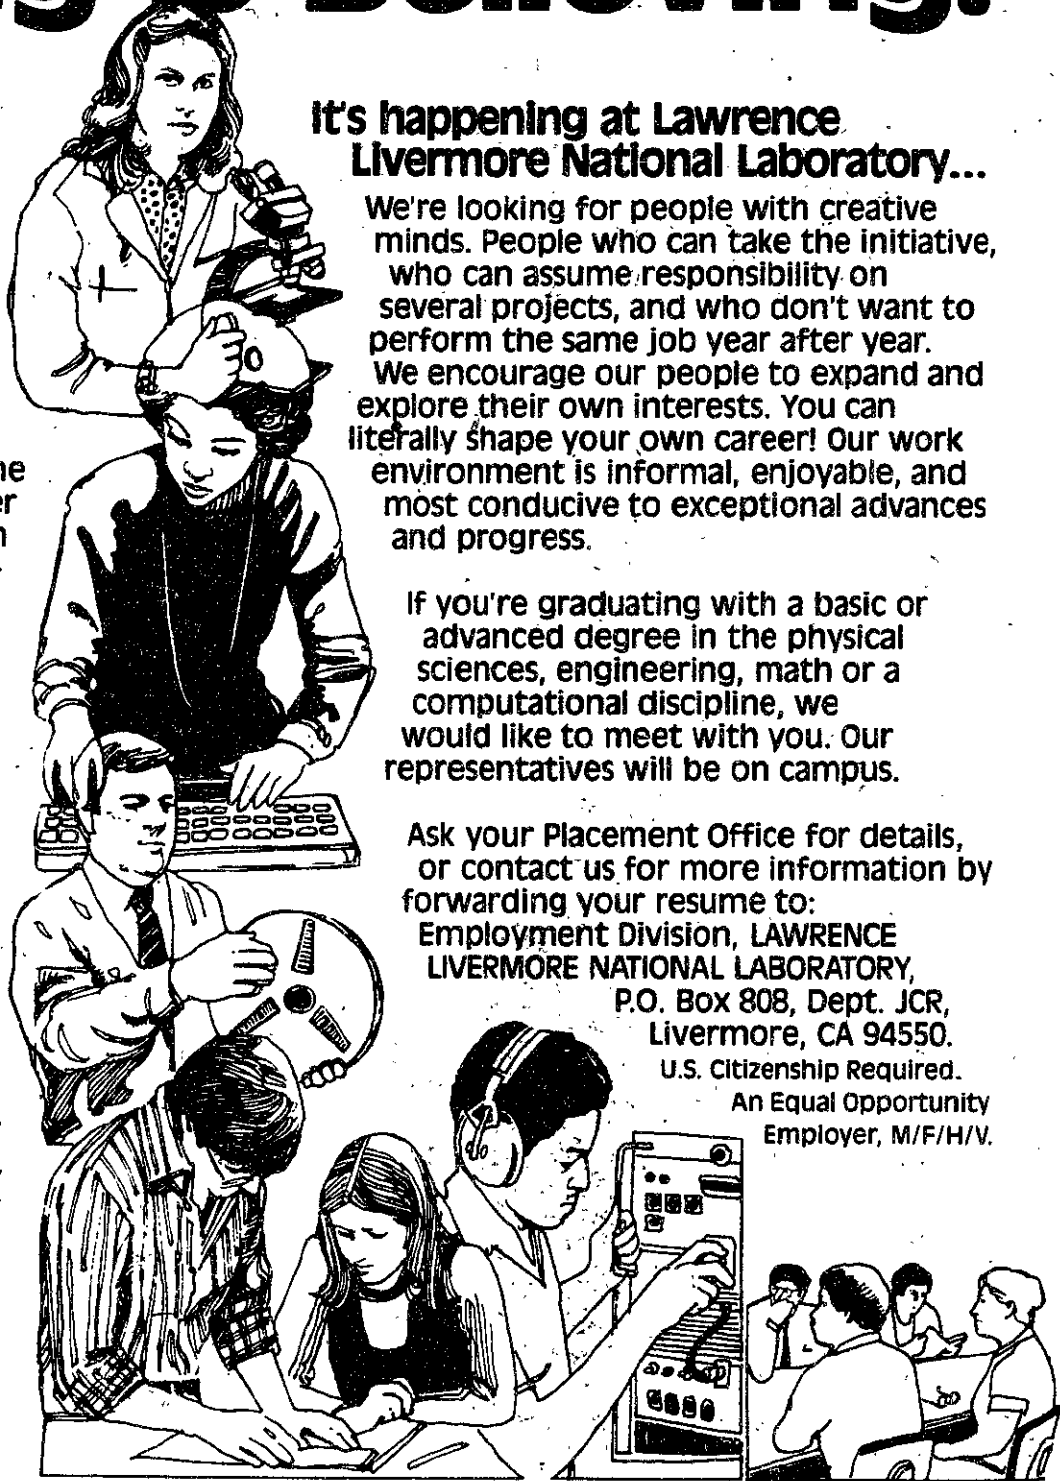 It's happening at Lawrence
Livermore National Laboratory...
We're looking for people with creative
minds. People who can take the initiative,
who can assume responsibility on
several projects, and who don't want to
perform the same job year after year.
We encourage our people to expand and
explore their own interests. You can
literally shape your own career! Our work
environment is informal, enjoyable, and
most conducive to exceptional advances
and progress.
If you're graduating with a basic or
advanced degree in the physical
sciences, engineering, math or a
computational discipline, we
would like to meet with you. Our
representatives will be on campus.
Ask your Placement Office for details,
or contact us for more information by
forwarding your resume to:
Employment Division, LAWRENCE
LIVERMORE NATIONAL LABORATORY,
P.O. Box 808, Dept. JCR,
Livermore, CA 94550.
U.S. Citizenship Required.
An Equal Opportunity
Employer, M/F/H/V.